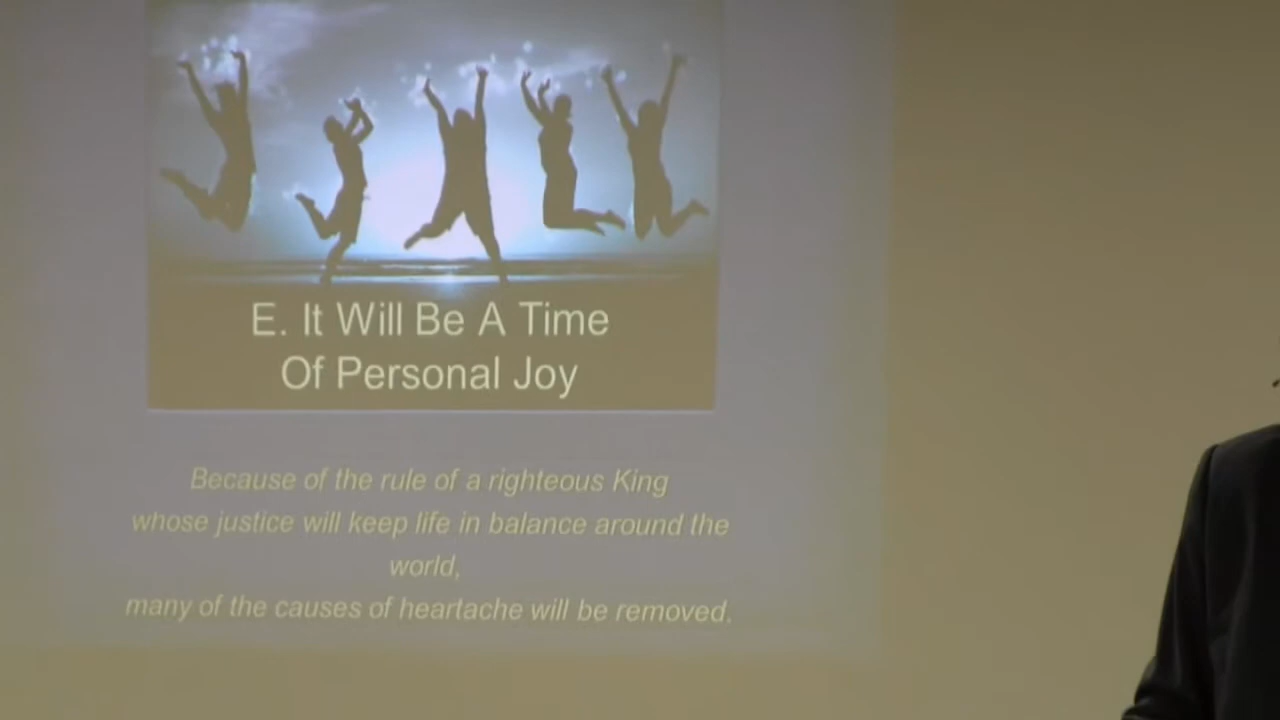 E. It Will Be A Time
Of Personal Joy
Because of the rule of a righteous King
whose justice will keep life in balance around the
world,
many of the causes of heartache will be removed.